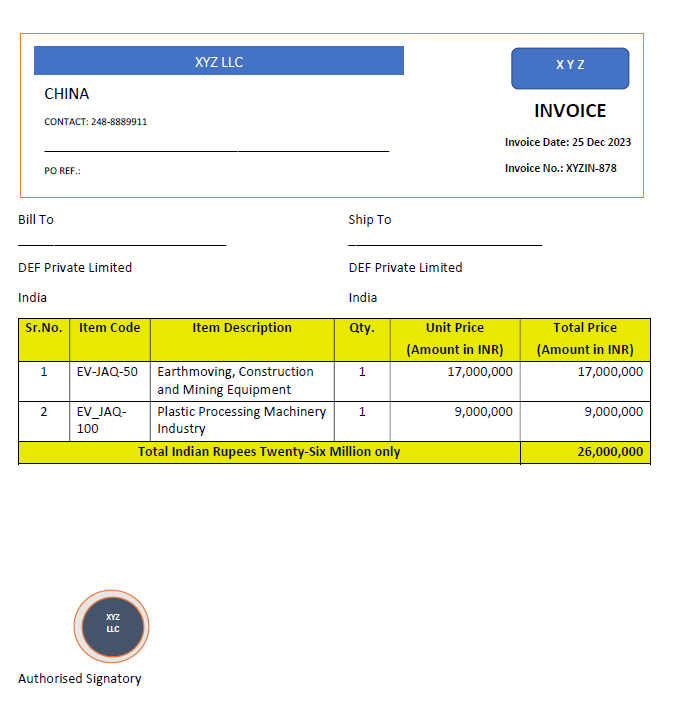 XYZ LLC
X Y Z
CHINA
INVOICE
CONTACT: 248-8889911
Invoice Date: 25 Dec 2023
PO REF.:
Invoice No.: XYZIN-878
Bill To
Ship To
DEF Private Limited
DEF Private Limited
India
India
Sr.No. Item Code Item Description Qty. Unit Price Total Price
(Amount in INR) (Amount in INR)
1 EV-JAQ-50 Earthmoving, Construction 1 17,000,000 17,000,000
and Mining Equipment
2 EV_JAQ- Plastic Processing Machinery 1 9,000,000 9,000,000
100 Industry
Total Indian Rupees Twenty-Six Million only 26,000,000
XYZ
LLC
Authorised Signatory